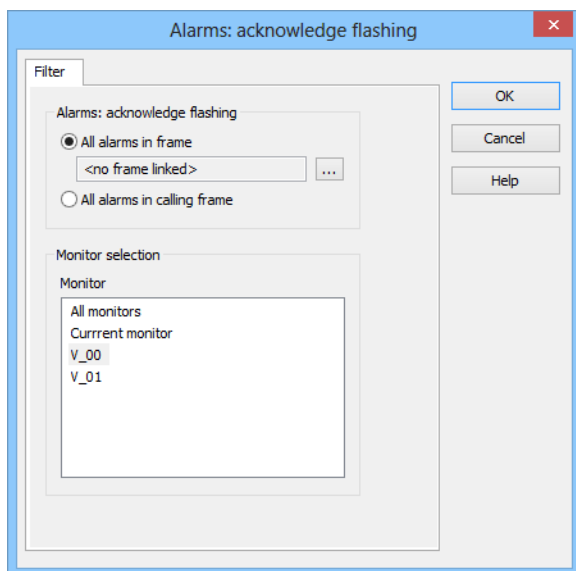 Alarms: acknowledge flashing
Filter
Alarms: acknowledge flashing
All alarms in frame
<no frame linked>
...
All alarms in calling frame
Monitor selection
Monitor
All monitors
Currrent monitor
V_00
V_01
OK
Cancel
Help